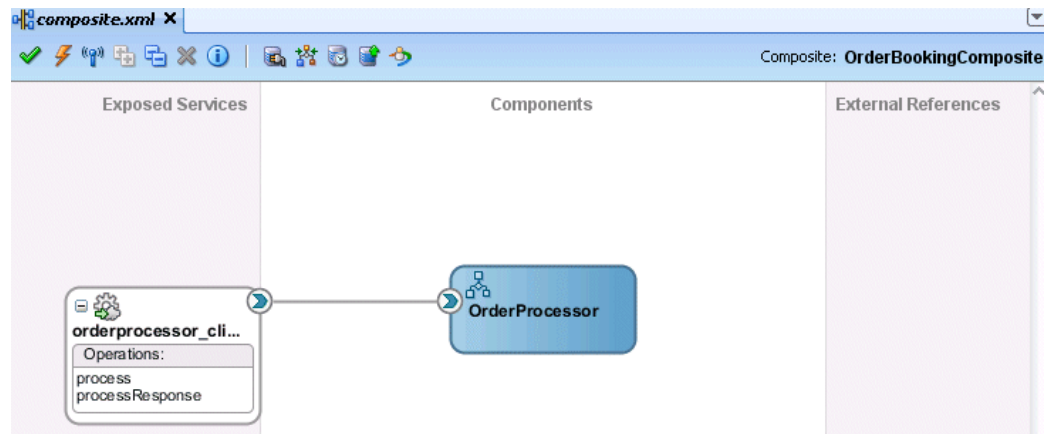 composite.xml
Composite: OrderBookingComposite
Exposed Services
Components
External References
OrderProcessor
orderprocessor_cli...
Operations:
process
processResponse